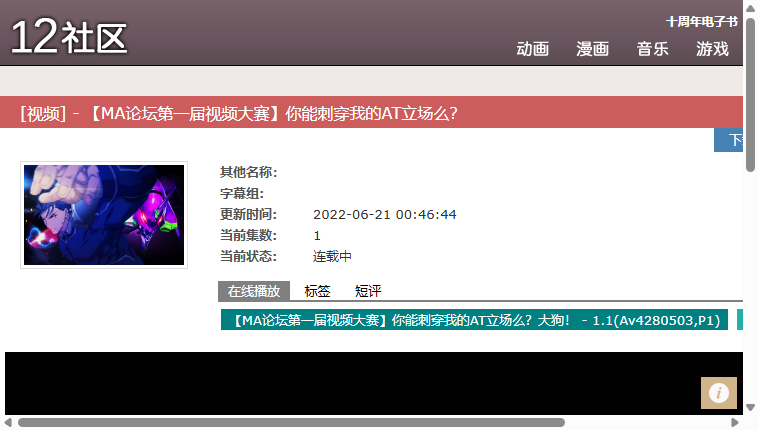 12社区
十周年电子书
动画 漫画 音乐 游戏
[视频] - 【MA论坛第一届视频大赛】你能刺穿我的AT立场么?
下
其他名称:
字幕组:
更新时间: 2022-06-21 00:46:44
当前集数: 1
当前状态: 连载中
在线播放 标签 短评
【MA论坛第一届视频大赛】你能刺穿我的AT立场么? 大狗! - 1.1(Av4280503,P1)
i